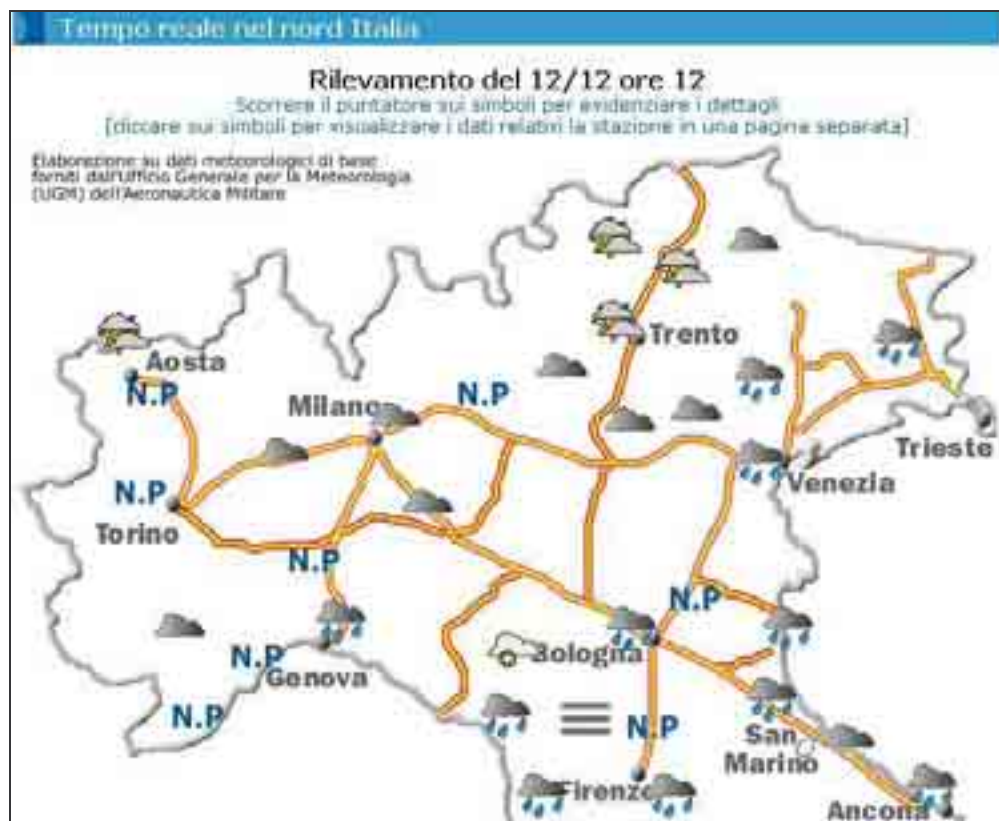 Tempo reale nel nord Italia
Rilevamento del 12/12 ore 12
Scorrere il puntatore sui simboli per evidenziare i dettagli
[cliccare sui simboli per visualizzare i dati relativi la stazione in una pagina separata]
Elaborazione su dati meteorologici di base
forniti dall'Ufficio Generale per la Meteorologia
(UGM) dell'Aeronautica Militare
Trento
Aosta
N.P
N.P
Milano
Trieste
Venezia
N.P
Torino
N.P
N.P
Bologna
N.P
Genova
N.P
N.P
San
Marino
Firenze
Ancona